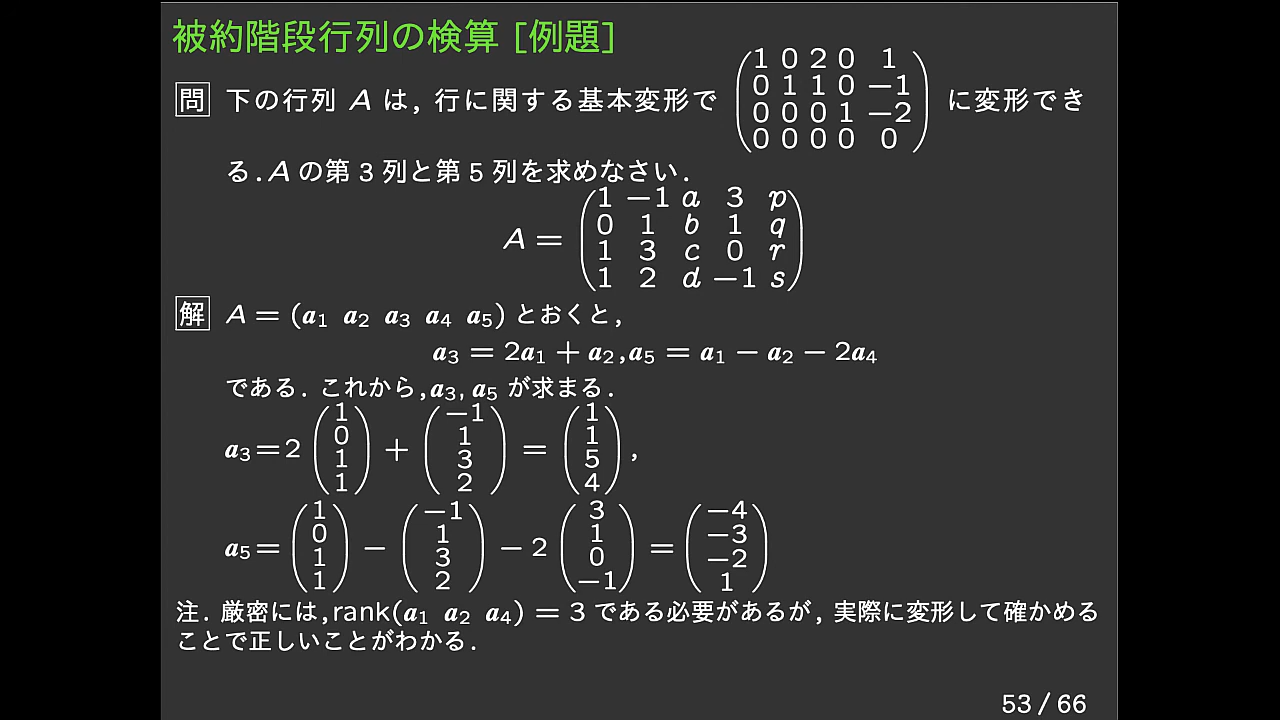 被約階段行列の検算 [例題]
問 下の行列 A は, 行に関する基本変形で
1 0 2 0 1
0 1 1 0 −1
0 0 0 1 −2
0 0 0 0 0
に変形でき
る. A の第 3 列と第 5 列を求めなさい.
A =
1 −1 a 3 p
0 1 b 1 q
1 3 c 0 r
1 2 d −1 s
解 A = (a₁ a₂ a₃ a₄ a₅) とおくと,
a₃ = 2a₁ + a₂, a₅ = a₁ − a₂ − 2a₄
である. これから, a₃, a₅ が求まる.
a₃ = 2 (1 0 1 1) + (−1 1 3 2) = (1 1 5 4),
a₅ = (1 0 1 1) − (−1 1 3 2) − 2 (3 1 0 −1) = (−4 −3 −2 1)
注. 厳密には, rank(a₁ a₂ a₄) = 3 である必要があるが, 実際に変形して確かめる
ことで正しいことがわかる.
53 / 66